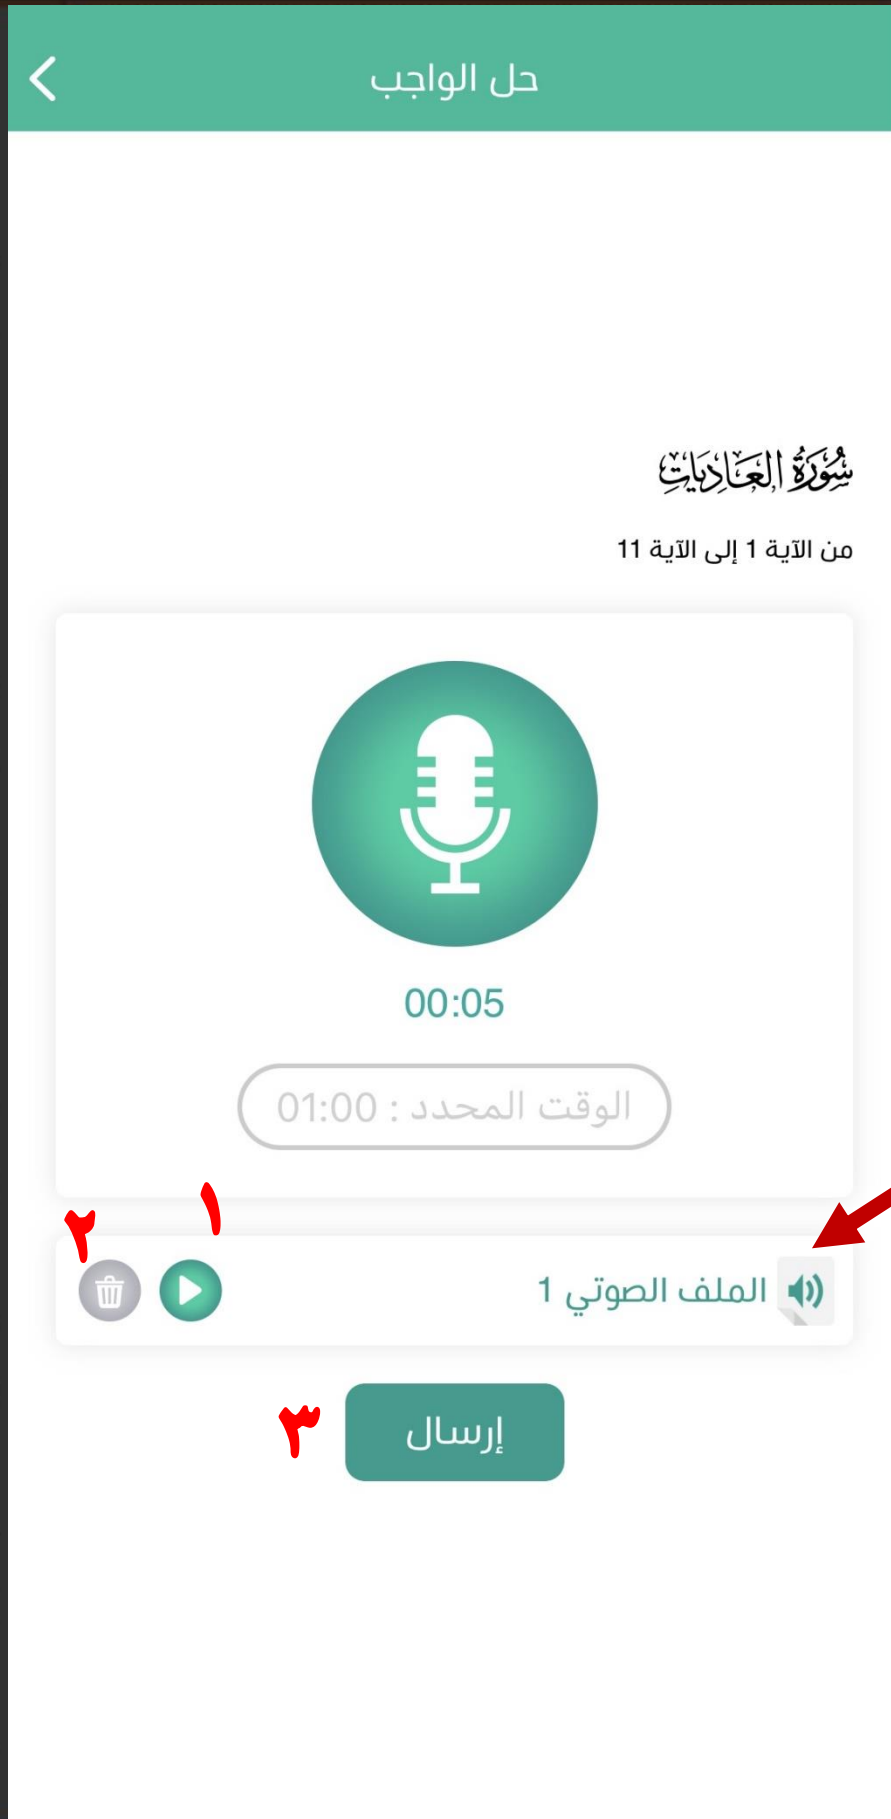 حل الواجب
سُورَةُ العَادِيَاتِ
من الآية 1 إلى الآية 11
00:05
الوقت المحدد : 01:00
١
٢
الملف الصوتي 1
٣
إرسال